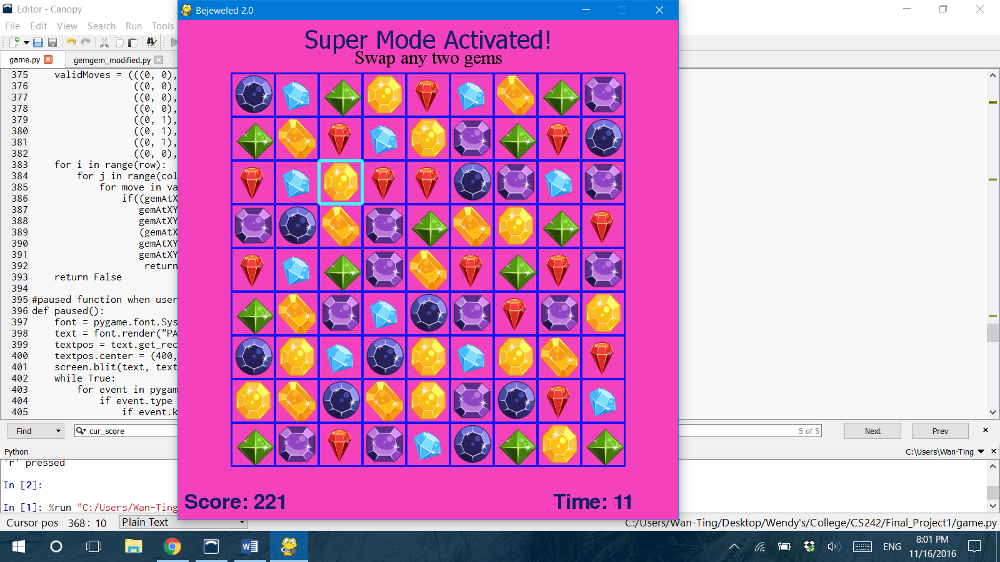 Editor - Canopy
Bejeweled 2.0
File Edit View Search Run Tools
game.py
gemgem_modified.py
Super Mode Activated!
Swap any two gems
375 validMoves = (((0, 0),
376 ((0, 0),
377 ((0, 0),
378 ((0, 0),
379 ((0, 1),
380 ((0, 1),
381 ((0, 1),
382 ((0, 0),
383 for i in range(row):
384 for j in range(col
385 for move in va
386 if((gemAtX
387 gemAtXY
388 gemAtXY
389 (gemAtX
390 gemAtXY
391 gemAtXY
392 return
393 return False
394
395 #paused function when user
396 def paused():
397 font = pygame.font.Sys
398 text = font.render("PA
399 textpos = text.get_rec
400 textpos.center = (400,
401 screen.blit(text, text
402 while True:
403 for event in pygam
404 if event.type
405 if event.k
Find
cur_score
5 of 5
Next
Prev
Python
C:\Users\Wan-Ting
'r' pressed
In [2]:
In [1]: %run "C:/Users/Wan-Ting
Score: 221
Time: 11
Cursor pos 368 : 10
Plain Text
C:/Users/Wan-Ting/Desktop/Wendy's/College/CS242/Final_Project1/game.py
ENG
8:01 PM
11/16/2016